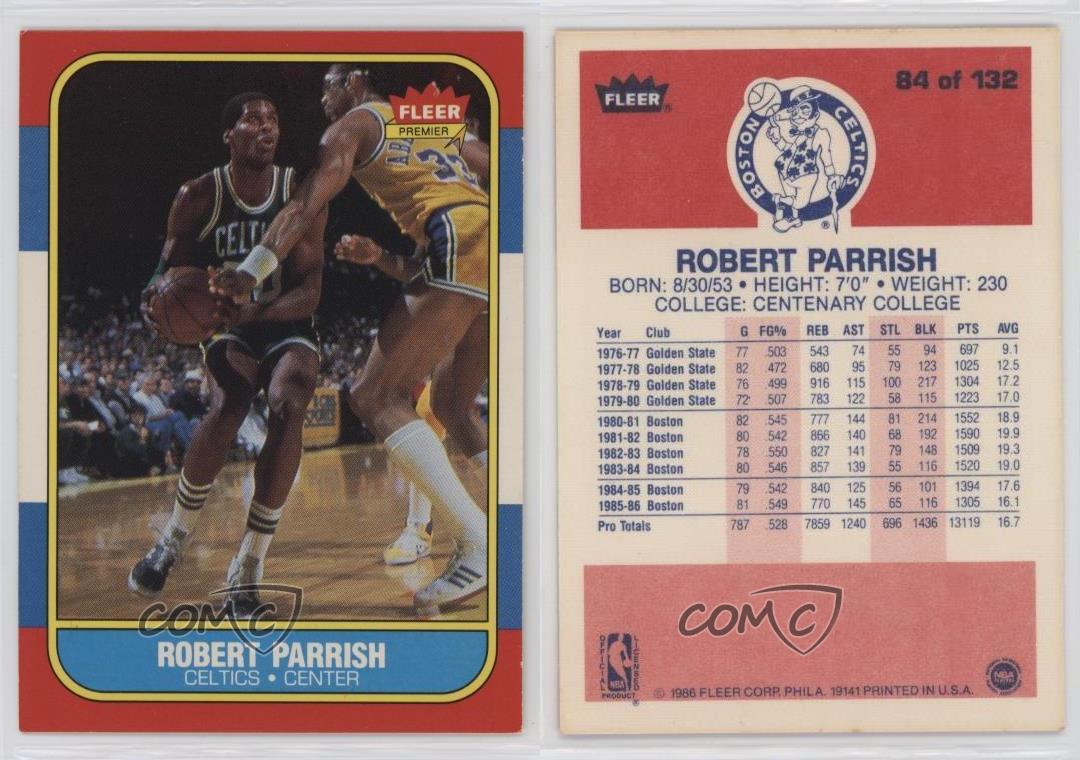 FLEER
PREMIER
CELTI
ROBERT PARRISH
CELTICS • CENTER
COMC
FLEER®
84 of 132
BOSTON CELTICS
®
ROBERT PARRISH
BORN: 8/30/53 • HEIGHT: 7'0" • WEIGHT: 230
COLLEGE: CENTENARY COLLEGE
Year Club G FG% REB AST STL BLK PTS AVG
1976-77 Golden State 77 .503 543 74 55 94 697 9.1
1977-78 Golden State 82 .472 680 95 79 123 1025 12.5
1978-79 Golden State 76 .499 916 115 100 217 1304 17.2
1979-80 Golden State 72 .507 783 122 58 115 1223 17.0
1980-81 Boston 82 .545 777 144 81 214 1552 18.9
1981-82 Boston 80 .542 866 140 68 192 1590 19.9
1982-83 Boston 78 .550 827 141 79 148 1509 19.3
1983-84 Boston 80 .546 857 139 55 116 1520 19.0
1984-85 Boston 79 .542 840 125 56 101 1394 17.6
1985-86 Boston 81 .549 770 145 65 116 1305 16.1
Pro Totals 787 .528 7859 1240 696 1436 13119 16.7
COMC
OFFICIAL LICENSED
NBA
PRODUCT®
© 1986 FLEER CORP. PHILA. 19141 PRINTED IN U.S.A.
NBA